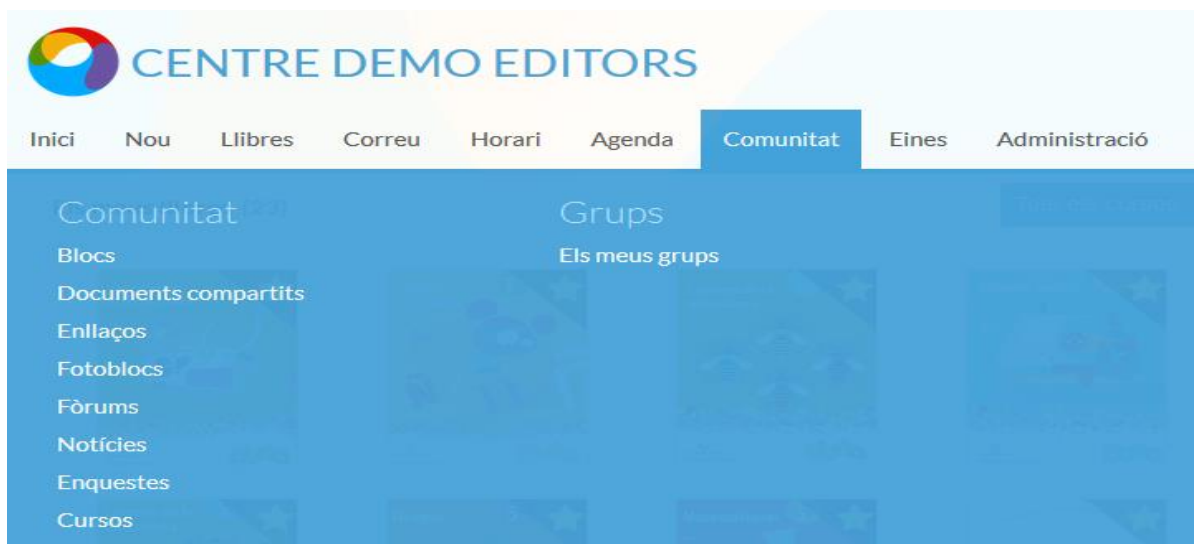 CENTRE DEMO EDITORS
Inici Nou Llibres Correu Horari Agenda Comunitat Eines Administració
Comunitat
Blocs
Documents compartits
Enllaços
Fotoblocs
Fòrums
Notícies
Enquestes
Cursos
Grups
Els meus grups